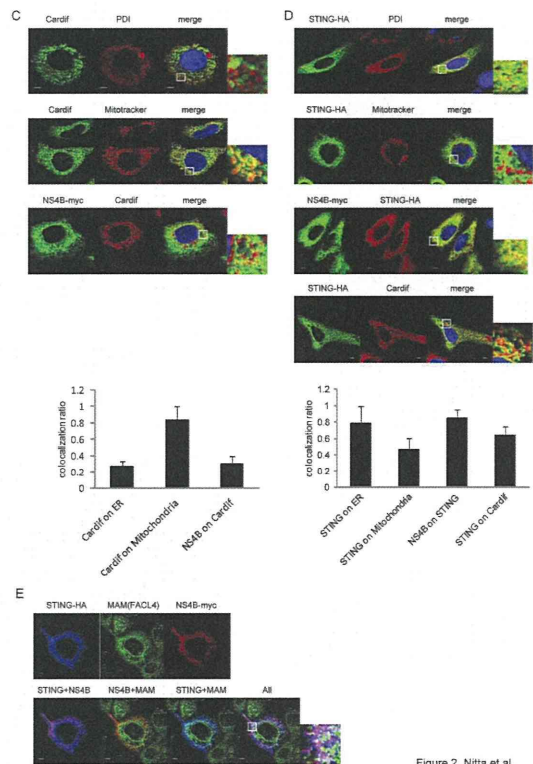 C
Cardif PDI merge
Cardif Mitotracker merge
NS4B-myc Cardif merge
colocalization ratio
1.2
1
0.8
0.6
0.4
0.2
0
Cardif on ER
Cardif on Mitochondria
NS4B on Cardif
D
STING-HA PDI merge
STING-HA Mitotracker merge
NS4B-myc STING-HA merge
STING-HA Cardif merge
colocalization ratio
1.2
1
0.8
0.6
0.4
0.2
0
STING on ER
STING on Mitochondria
NS4B on STING
STING on Cardif
E
STING-HA MAM(FACL4) NS4B-myc
STING+NS4B NS4B+MAM STING+MAM All
Figure 2. Nitta et al